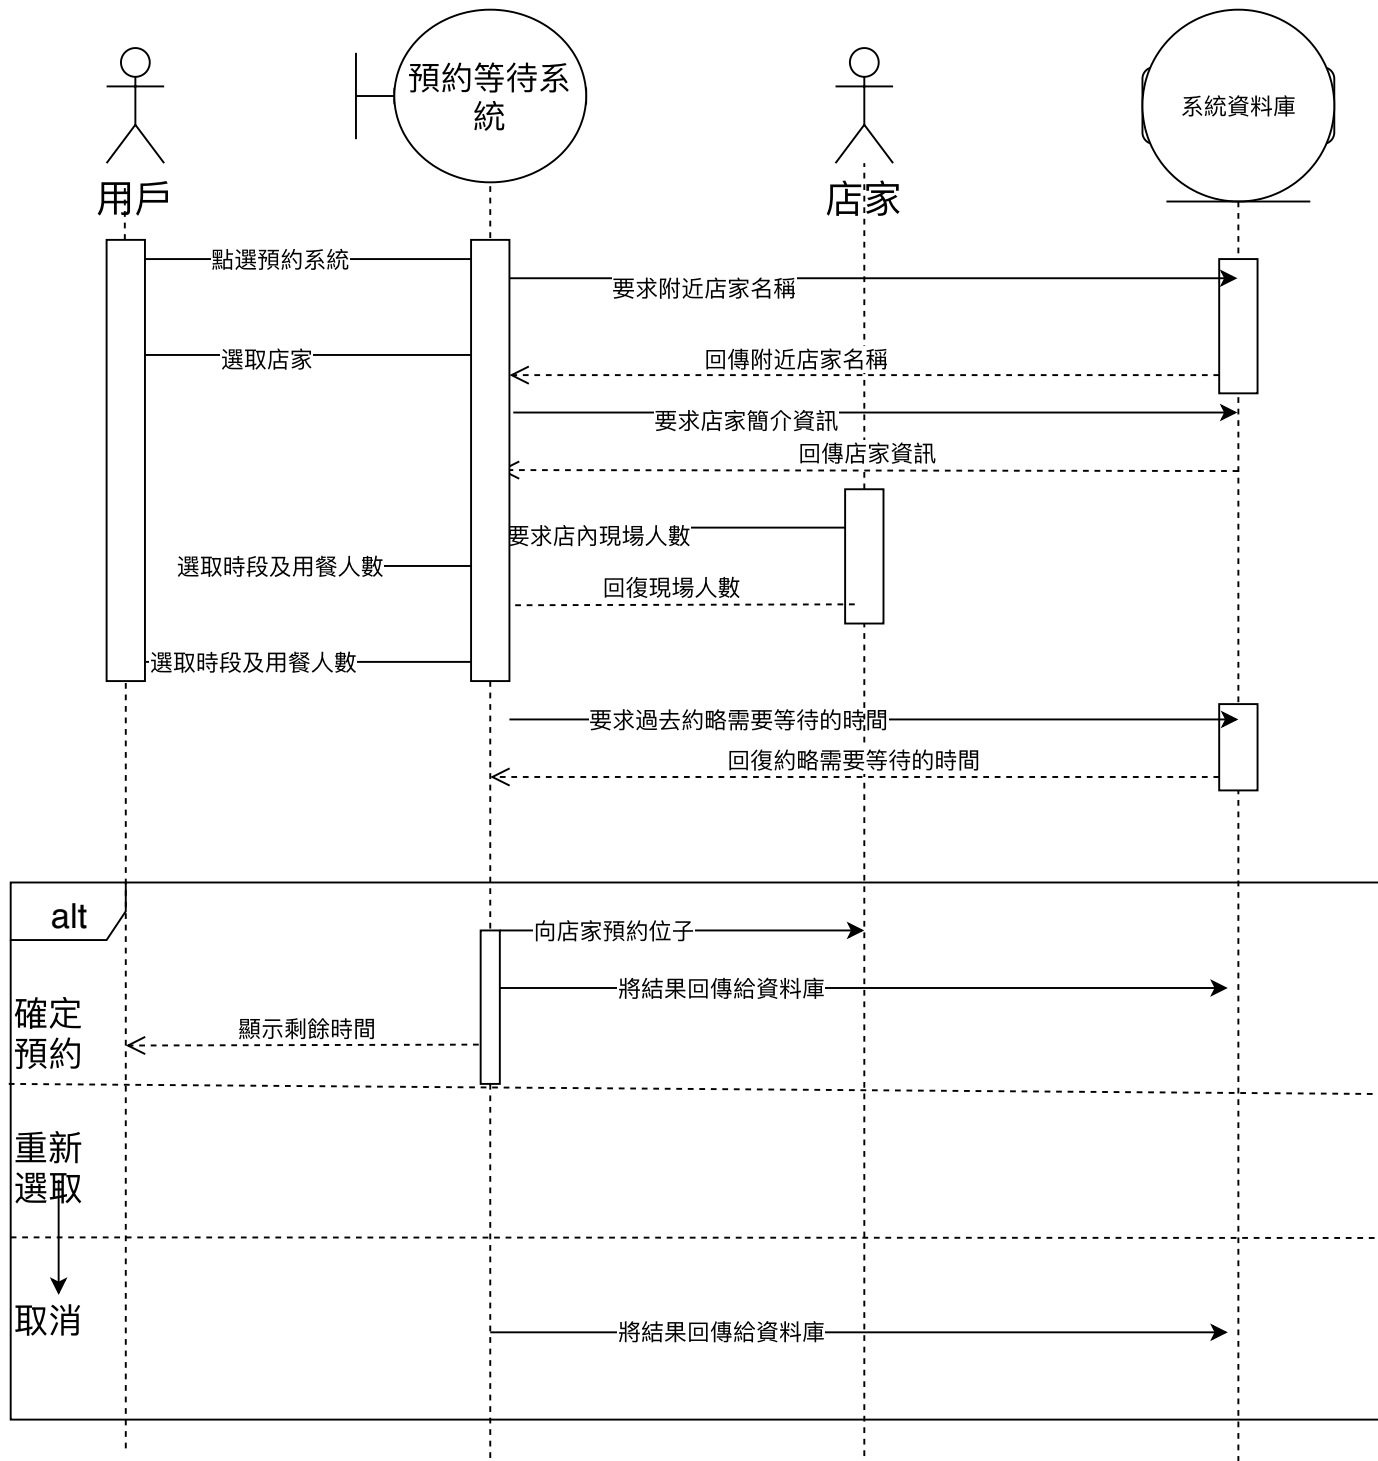 預約等待系
統
系統資料庫
用戶
店家
點選預約系統
要求附近店家名稱
選取店家
回傳附近店家名稱
要求店家簡介資訊
回傳店家資訊
要求店內現場人數
選取時段及用餐人數
回復現場人數
選取時段及用餐人數
要求過去約略需要等待的時間
回復約略需要等待的時間
alt
向店家預約位子
將結果回傳給資料庫
確定
預約
顯示剩餘時間
重新
選取
取消
將結果回傳給資料庫